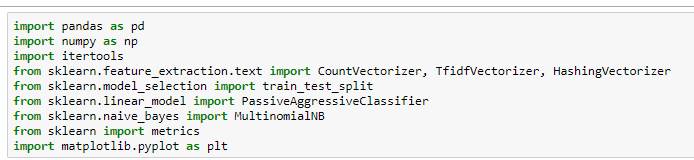 import pandas as pd
import numpy as np
import itertools
from sklearn.feature_extraction.text import CountVectorizer, TfidfVectorizer, HashingVectorizer
from sklearn.model_selection import train_test_split
from sklearn.linear_model import PassiveAggressiveClassifier
from sklearn.naive_bayes import MultinomialNB
from sklearn import metrics
import matplotlib.pyplot as plt